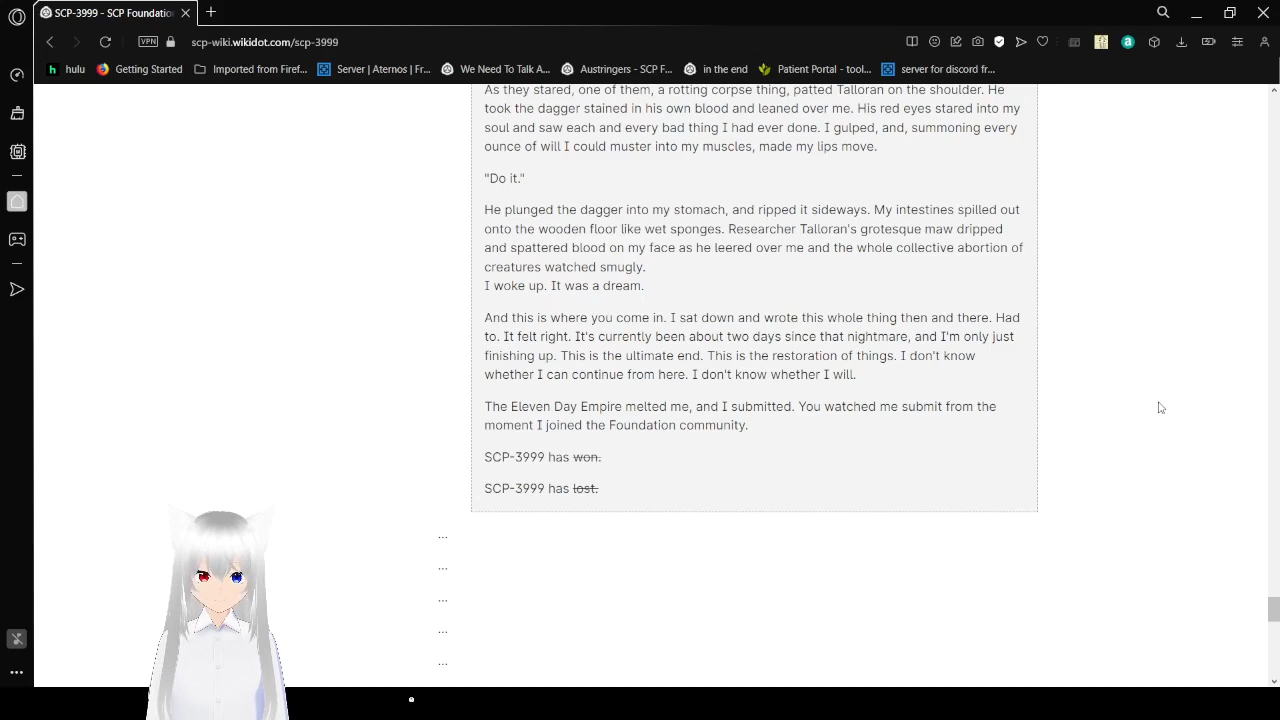 SCP-3999 - SCP Foundatio
VPN scp-wiki.wikidot.com/scp-3999
hulu Getting Started Imported from Firef... Server | Aternos | Fr... We Need To Talk A... Austringers - SCP F... in the end Patient Portal - tool... server for discord fr...
As they stared, one of them, a rotting corpse thing, patted Talloran on the shoulder. He
took the dagger stained in his own blood and leaned over me. His red eyes stared into my
soul and saw each and every bad thing I had ever done. I gulped, and, summoning every
ounce of will I could muster into my muscles, made my lips move.
"Do it."
He plunged the dagger into my stomach, and ripped it sideways. My intestines spilled out
onto the wooden floor like wet sponges. Researcher Talloran's grotesque maw dripped
and spattered blood on my face as he leered over me and the whole collective abortion of
creatures watched smugly.
I woke up. It was a dream.
And this is where you come in. I sat down and wrote this whole thing then and there. Had
to. It felt right. It's currently been about two days since that nightmare, and I'm only just
finishing up. This is the ultimate end. This is the restoration of things. I don't know
whether I can continue from here. I don't know whether I will.
The Eleven Day Empire melted me, and I submitted. You watched me submit from the
moment I joined the Foundation community.
SCP-3999 has won.
SCP-3999 has lost.
...
...
...
...
...